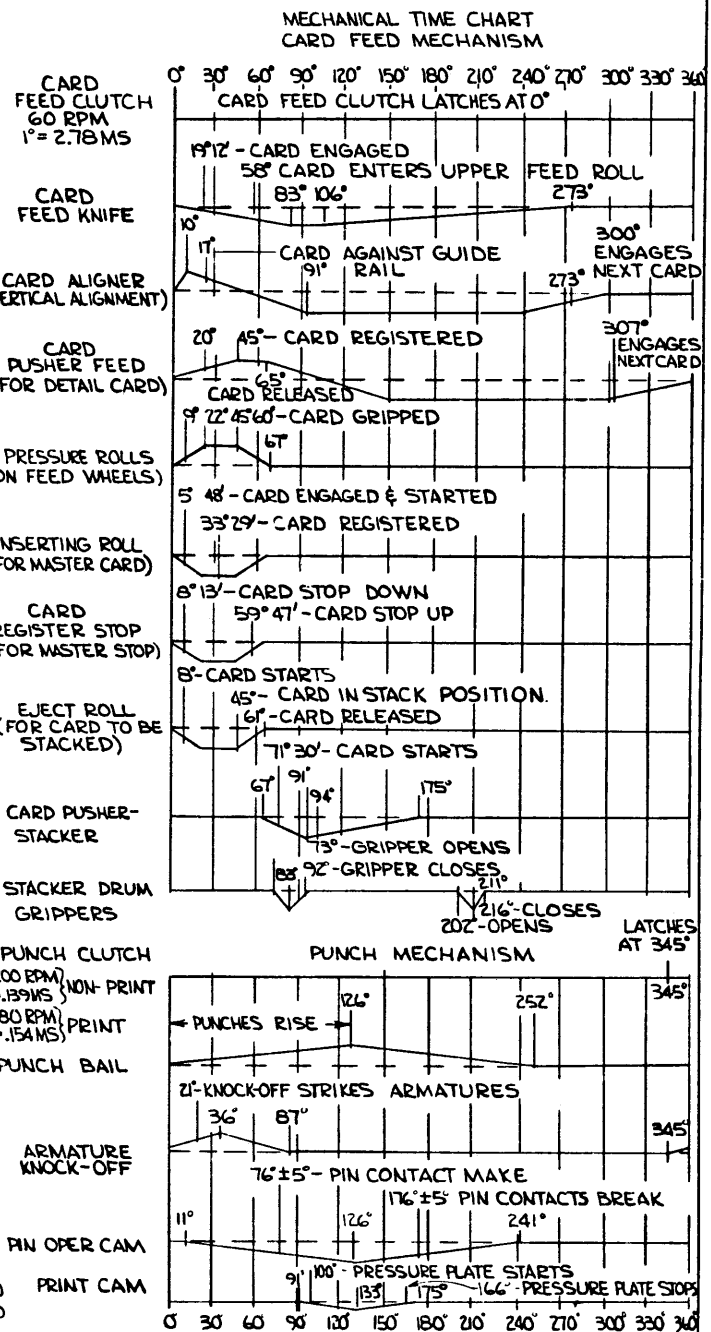 MECHANICAL TIME CHART
CARD FEED MECHANISM
0° 30° 60° 90° 120° 150° 180° 210° 240° 270° 300° 330° 360°
CARD
FEED CLUTCH
60 RPM
1°= 2.78 MS
CARD FEED CLUTCH LATCHES AT 0°
19°12' - CARD ENGAGED
58° CARD ENTERS UPPER FEED ROLL
83° 106° 273°
CARD
FEED KNIFE
10° 17° CARD AGAINST GUIDE
RAIL
91° 273°
300°
ENGAGES
NEXT CARD
CARD ALIGNER
ERTICAL ALIGNMENT)
20° 45° - CARD REGISTERED
307°
ENGAGES
NEXT CARD
65°
CARD RELEASED
CARD
PUSHER FEED
FOR DETAIL CARD)
9° 22° 45° 60° - CARD GRIPPED
67°
PRESSURE ROLLS
ON FEED WHEELS)
5° 48' - CARD ENGAGED & STARTED
33° 29' - CARD REGISTERED
NSERTING ROLL
FOR MASTER CARD)
8° 13' - CARD STOP DOWN
59° 47' - CARD STOP UP
CARD
REGISTER STOP
FOR MASTER STOP)
8° - CARD STARTS
45° - CARD IN STACK POSITION.
61° - CARD RELEASED
EJECT ROLL
(FOR CARD TO BE
STACKED)
71° 30' - CARD STARTS
67° 91° 94° 175°
CARD PUSHER-
STACKER
73° - GRIPPER OPENS
83° 92° - GRIPPER CLOSES
211°
216° - CLOSES
202° - OPENS
STACKER DRUM
GRIPPERS
PUNCH CLUTCH
PUNCH MECHANISM
LATCHES
AT 345°
00 RPM} NON-PRINT
.139 MS
80 RPM} PRINT
.154 MS)
126° 252° 345°
PUNCHES RISE
PUNCH BAIL
21° - KNOCK-OFF STRIKES ARMATURES
36° 87° 345°
ARMATURE
KNOCK-OFF
76° ±5° - PIN CONTACT MAKE
176° ±5° PIN CONTACTS BREAK
11° 126° 241°
PIN OPER CAM
91° 100° - PRESSURE PLATE STARTS
133° 175° 166° - PRESSURE PLATE STOPS
PRINT CAM
0° 30° 60° 90° 120° 150° 180° 210° 240° 270° 300° 330° 360°